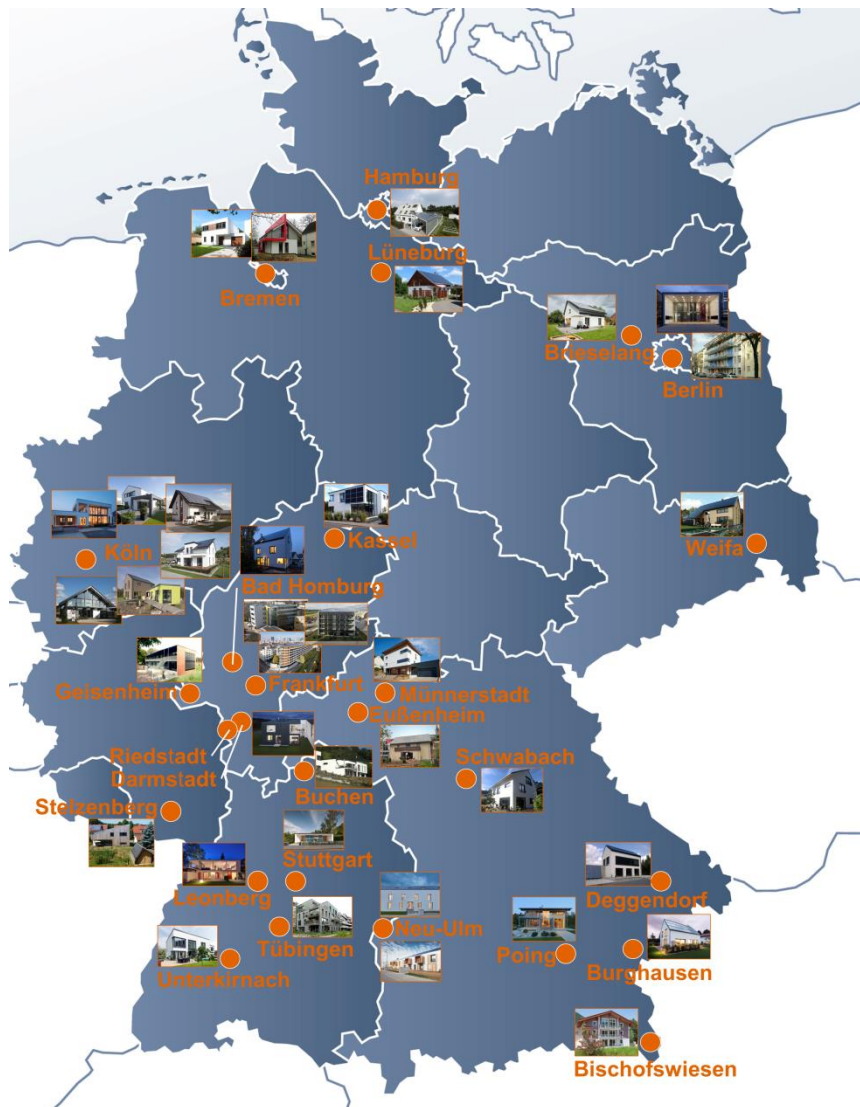 Hamburg
Lüneburg
Bremen
Brieselang
Berlin
Köln
Kassel
Weifa
Bad Homburg
Geisenheim
Frankfurt
Münnerstadt
Eußenheim
Riedstadt
Darmstadt
Schwabach
Buchen
Stelzenberg
Stuttgart
Leonberg
Deggendorf
Tübingen
Neu-Ulm
Poing
Burghausen
Unterkirnach
Bischofswiesen